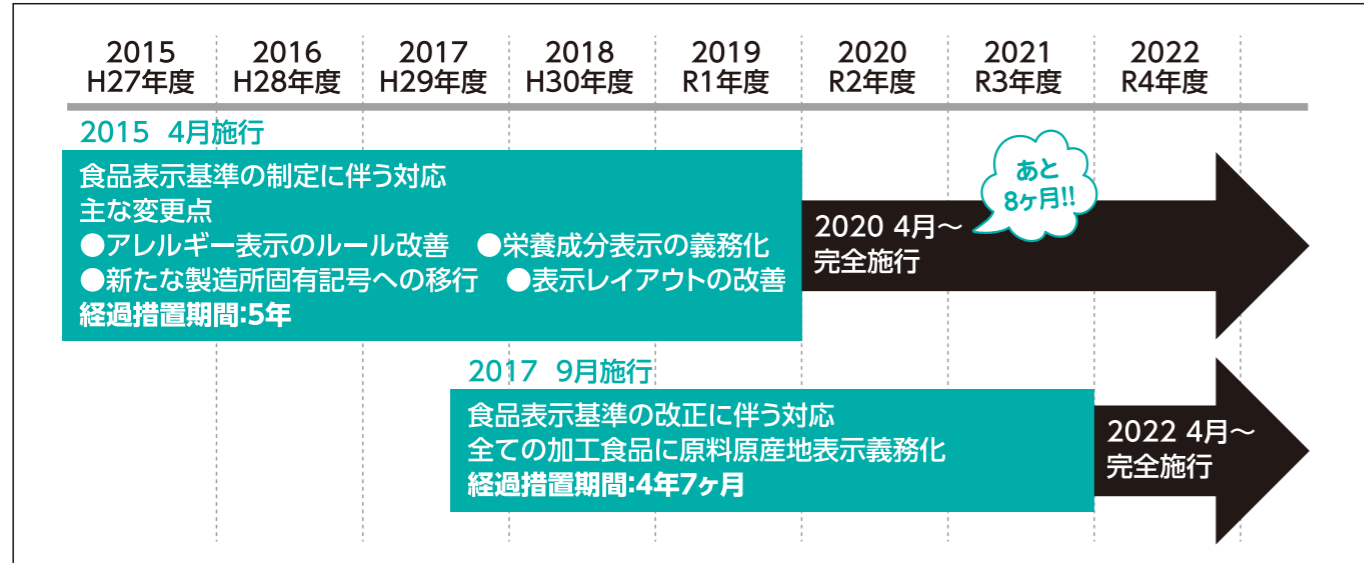 2015 2016 2017 2018 2019 2020 2021 2022
H27年度 H28年度 H29年度 H30年度 R1年度 R2年度 R3年度 R4年度
2015 4月施行
食品表示基準の制定に伴う対応
主な変更点
●アレルギー表示のルール改善 ●栄養成分表示の義務化
●新たな製造所固有記号への移行 ●表示レイアウトの改善
経過措置期間:5年
2020 4月～
完全施行
あと
8ヶ月!!
2017 9月施行
食品表示基準の改正に伴う対応
全ての加工食品に原料原産地表示義務化
経過措置期間:4年7ヶ月
2022 4月～
完全施行